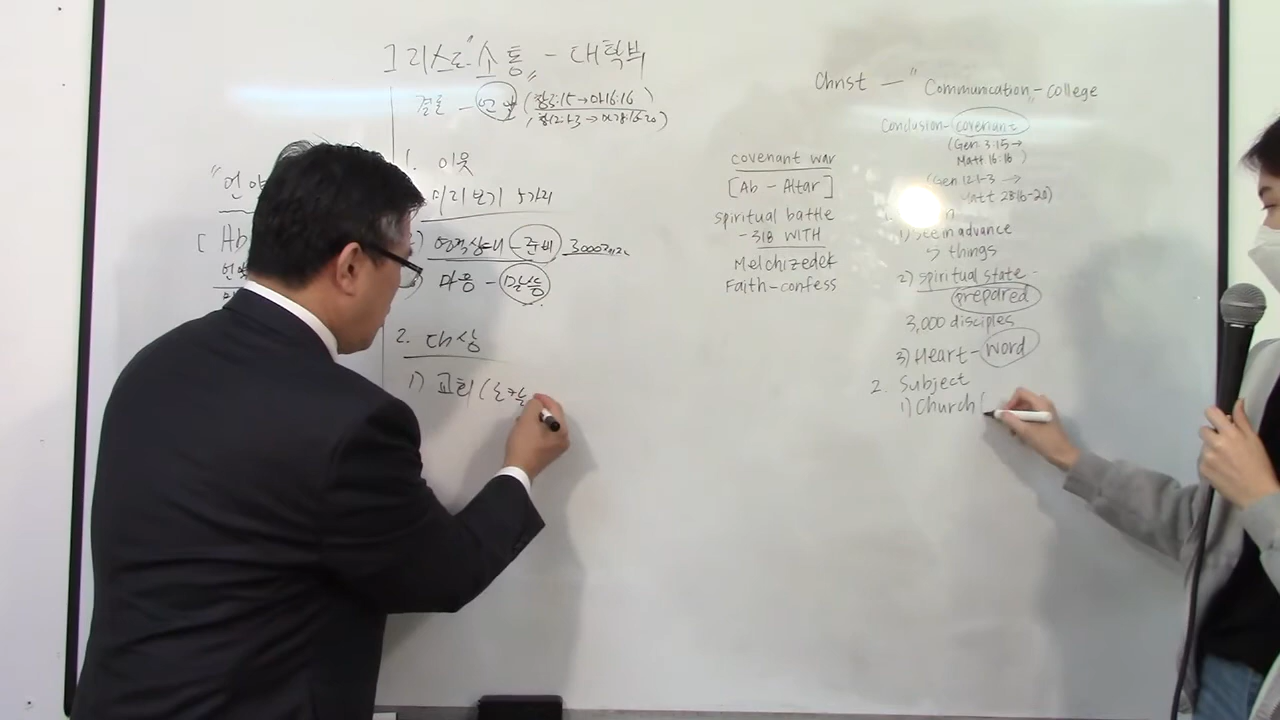 그리스도 "소통" - 대학부
결론 - 언약 (창3:15→마16:16)
(창12:1-3 → 마28:16-20)
1. 이웃
미리 보기 5가지
영적상태 - 준비 3000제자
마음 - 말씀
2. 대상
1) 교회 (
"언약
[ Ab
Christ - "Communication" - college
Conclusion - covenant
(Gen 3:15 →
Matt 16:16 )
(Gen 12:1-3 →
Matt 28:16-20)
1) see in advance
5 things
2) spiritual state -
prepared
3,000 disciples
3) Heart - word
2. Subject
1) Church (
covenant war
[Ab - Altar]
spiritual battle
- 318 WITH
Melchizedek
Faith - confess